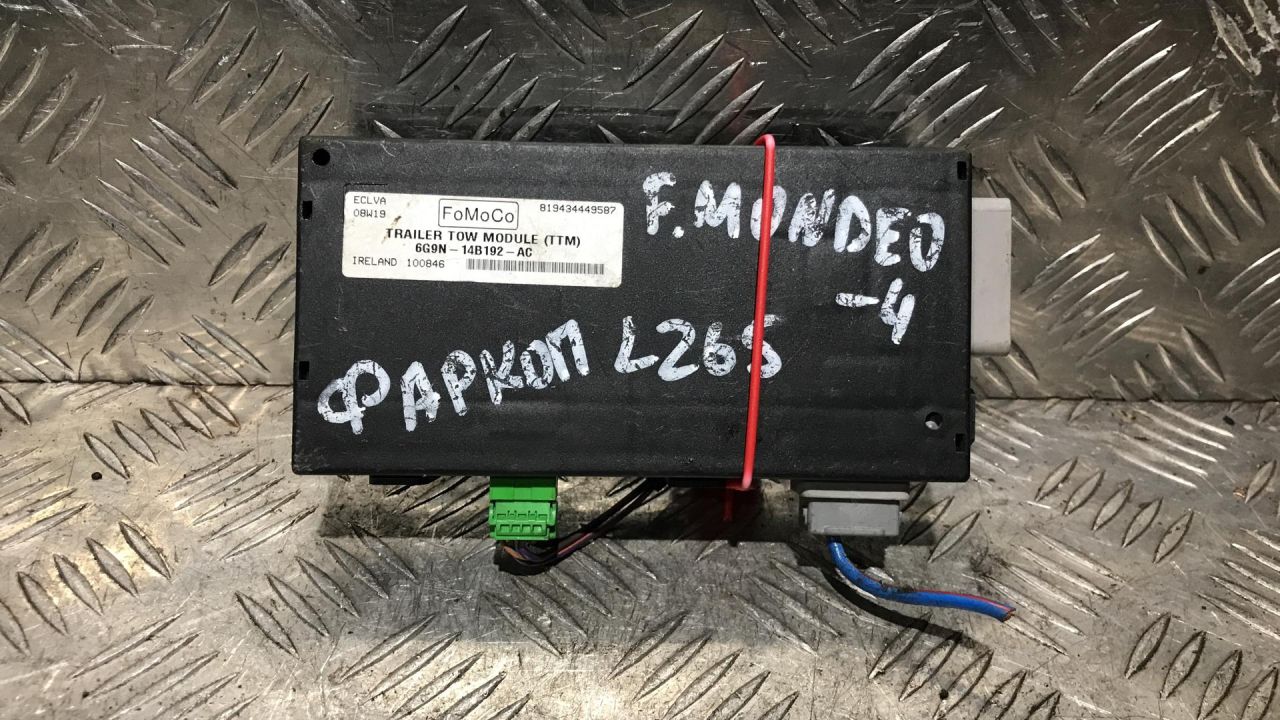 ECLVA
08W19
FoMoCo
819434449587
TRAILER TOW MODULE (TTM)
6G9N-14B192-AC
IRELAND 100846
F.MONDEO
-4
ФАРКОП L265